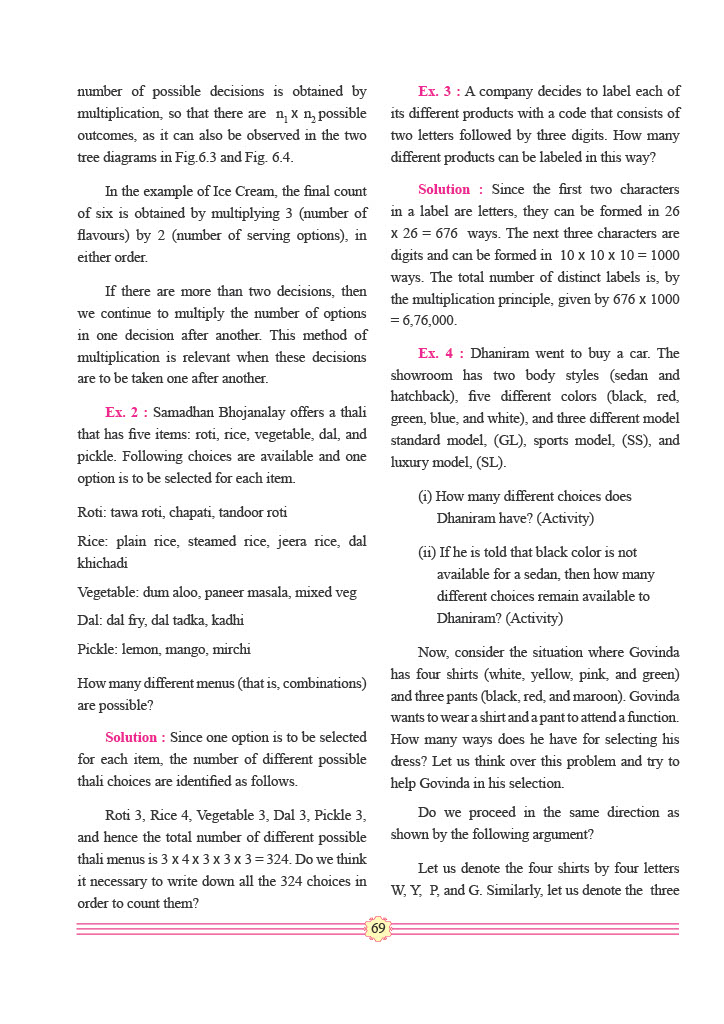 number of possible decisions is obtained by
multiplication, so that there are n₁ x n₂ possible
outcomes, as it can also be observed in the two
tree diagrams in Fig.6.3 and Fig. 6.4.
In the example of Ice Cream, the final count
of six is obtained by multiplying 3 (number of
flavours) by 2 (number of serving options), in
either order.
If there are more than two decisions, then
we continue to multiply the number of options
in one decision after another. This method of
multiplication is relevant when these decisions
are to be taken one after another.
Ex. 2 : Samadhan Bhojanalay offers a thali
that has five items: roti, rice, vegetable, dal, and
pickle. Following choices are available and one
option is to be selected for each item.
Roti: tawa roti, chapati, tandoor roti
Rice: plain rice, steamed rice, jeera rice, dal
khichadi
Vegetable: dum aloo, paneer masala, mixed veg
Dal: dal fry, dal tadka, kadhi
Pickle: lemon, mango, mirchi
How many different menus (that is, combinations)
are possible?
Solution : Since one option is to be selected
for each item, the number of different possible
thali choices are identified as follows.
Roti 3, Rice 4, Vegetable 3, Dal 3, Pickle 3,
and hence the total number of different possible
thali menus is 3 x 4 x 3 x 3 x 3 = 324. Do we think
it necessary to write down all the 324 choices in
order to count them?
Ex. 3 : A company decides to label each of
its different products with a code that consists of
two letters followed by three digits. How many
different products can be labeled in this way?
Solution : Since the first two characters
in a label are letters, they can be formed in 26
x 26 = 676 ways. The next three characters are
digits and can be formed in 10 x 10 x 10 = 1000
ways. The total number of distinct labels is, by
the multiplication principle, given by 676 x 1000
= 6,76,000.
Ex. 4 : Dhaniram went to buy a car. The
showroom has two body styles (sedan and
hatchback), five different colors (black, red,
green, blue, and white), and three different model
standard model, (GL), sports model, (SS), and
luxury model, (SL).
(i) How many different choices does
Dhaniram have? (Activity)
(ii) If he is told that black color is not
available for a sedan, then how many
different choices remain available to
Dhaniram? (Activity)
Now, consider the situation where Govinda
has four shirts (white, yellow, pink, and green)
and three pants (black, red, and maroon). Govinda
wants to wear a shirt and a pant to attend a function.
How many ways does he have for selecting his
dress? Let us think over this problem and try to
help Govinda in his selection.
Do we proceed in the same direction as
shown by the following argument?
Let us denote the four shirts by four letters
W, Y, P, and G. Similarly, let us denote the three
69